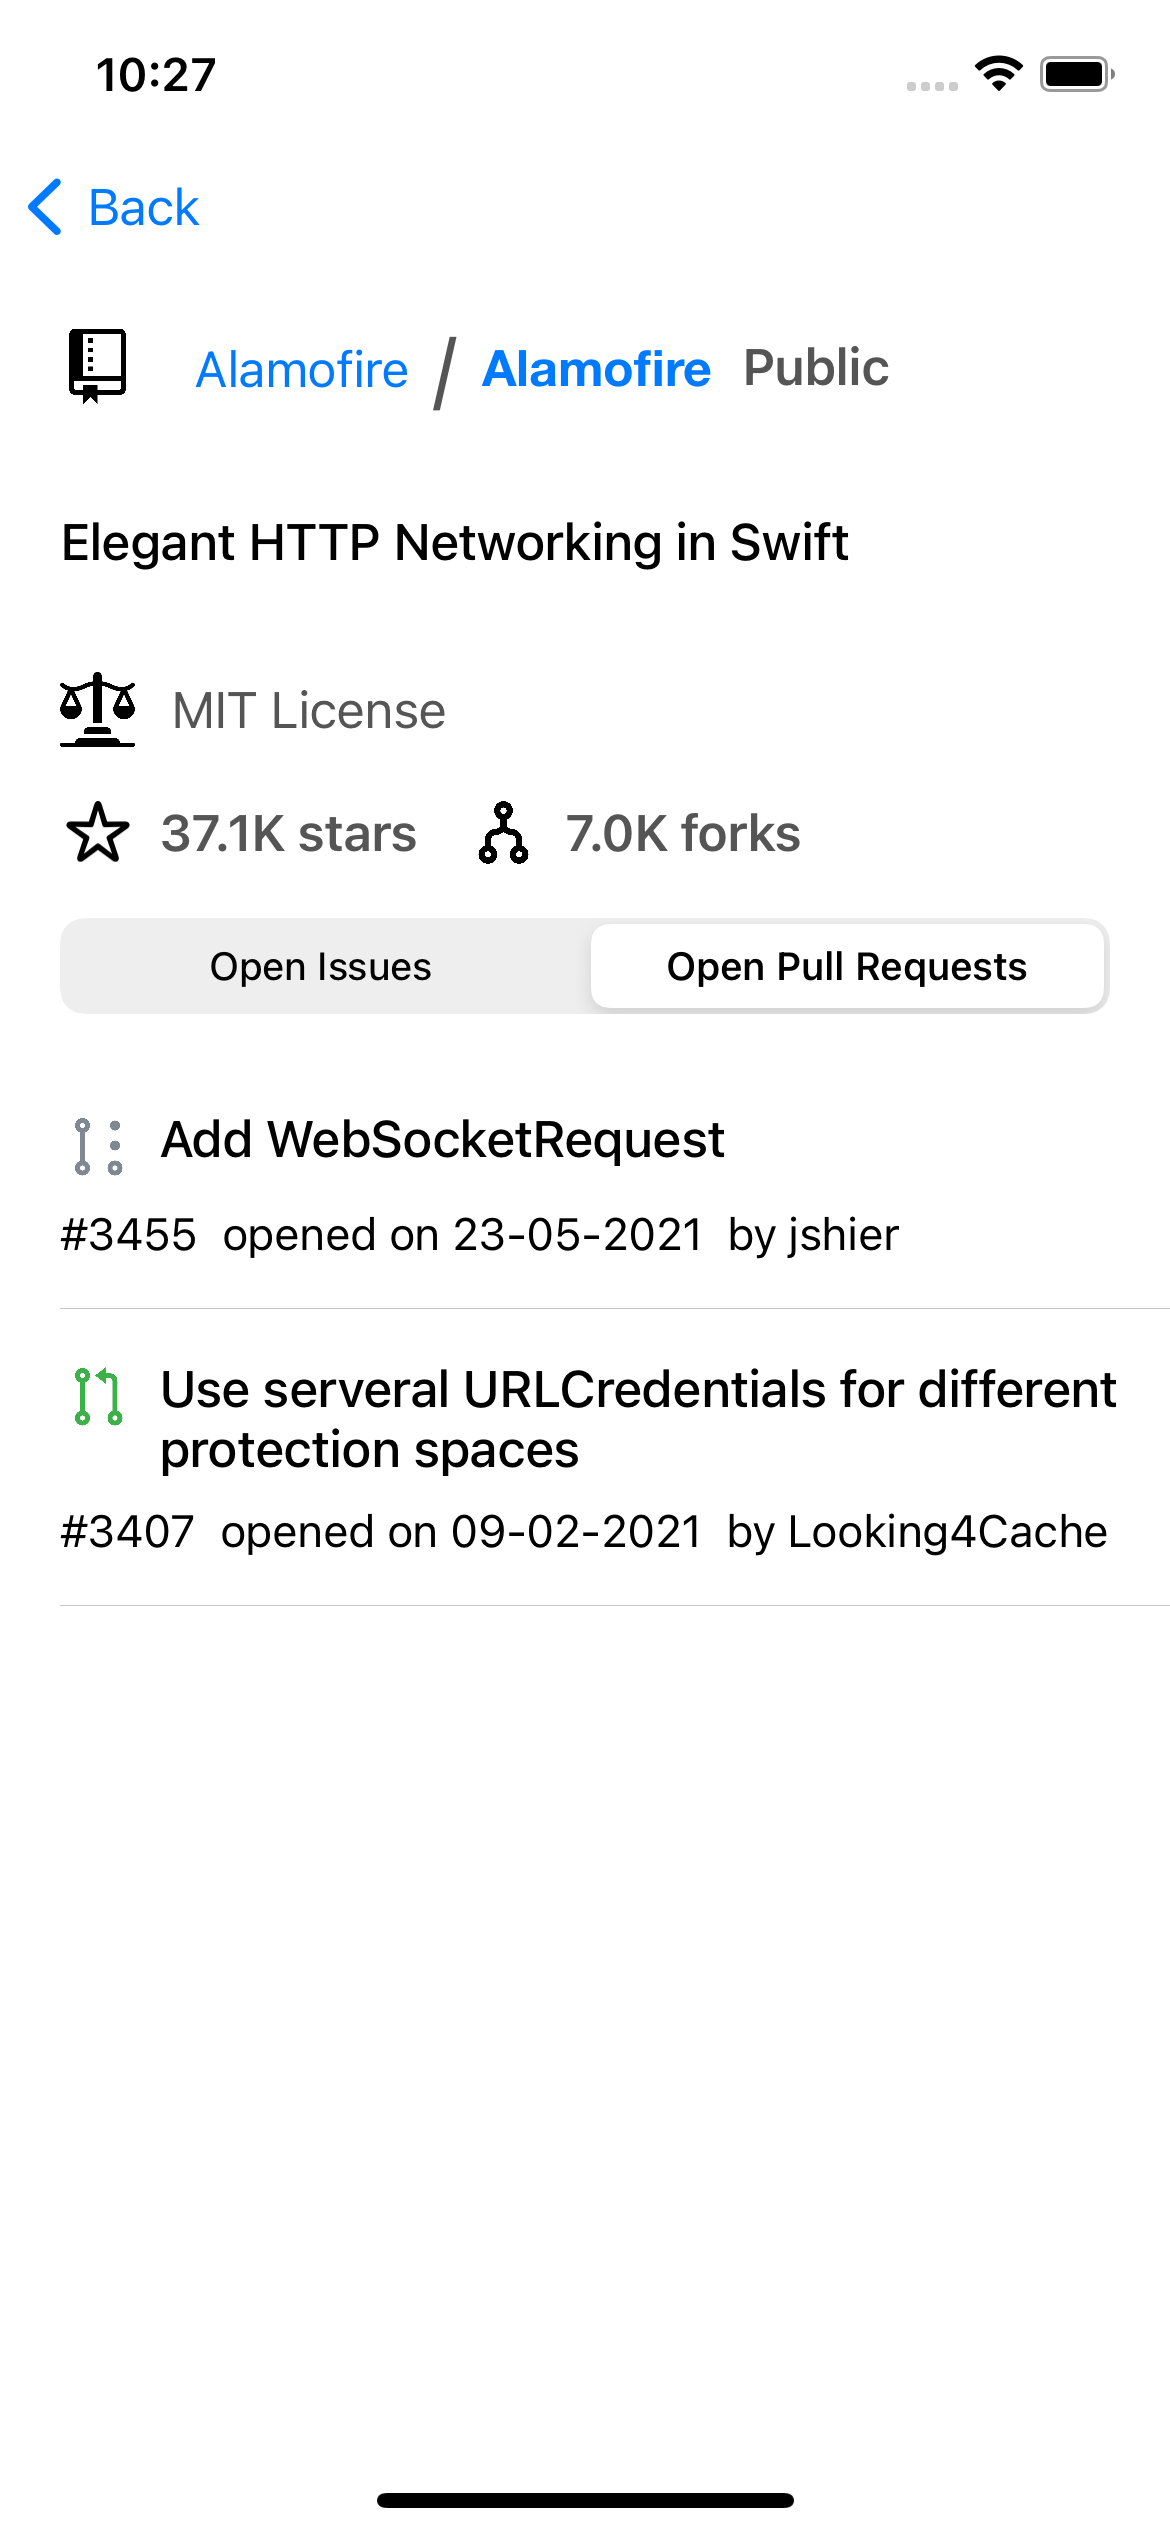 10:27
Back
Alamofire / Alamofire Public
Elegant HTTP Networking in Swift
MIT License
37.1K stars 7.0K forks
Open Issues Open Pull Requests
Add WebSocketRequest
#3455 opened on 23-05-2021 by jshier
Use serveral URLCredentials for different
protection spaces
#3407 opened on 09-02-2021 by Looking4Cache